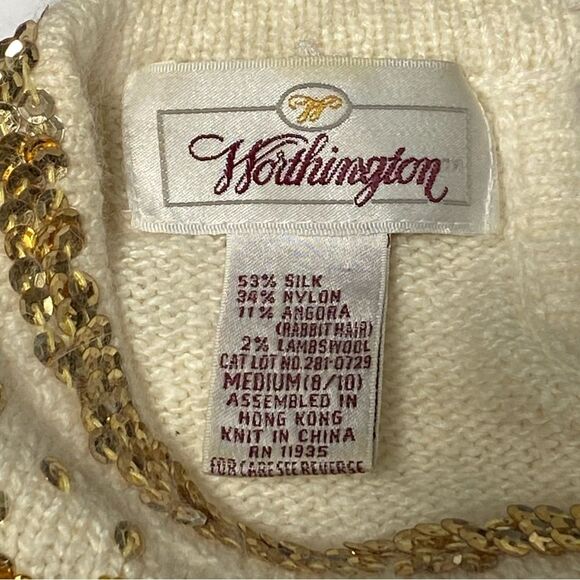 W
Worthington™
53% SILK
34% NYLON
11% ANGORA
(RABBIT HAIR)
2% LAMBSWOOL
CAT LOT NO. 281-0729
MEDIUM (8/10)
ASSEMBLED IN
HONG KONG
KNIT IN CHINA
RN 11935
FOR CARE SEE REVERSE